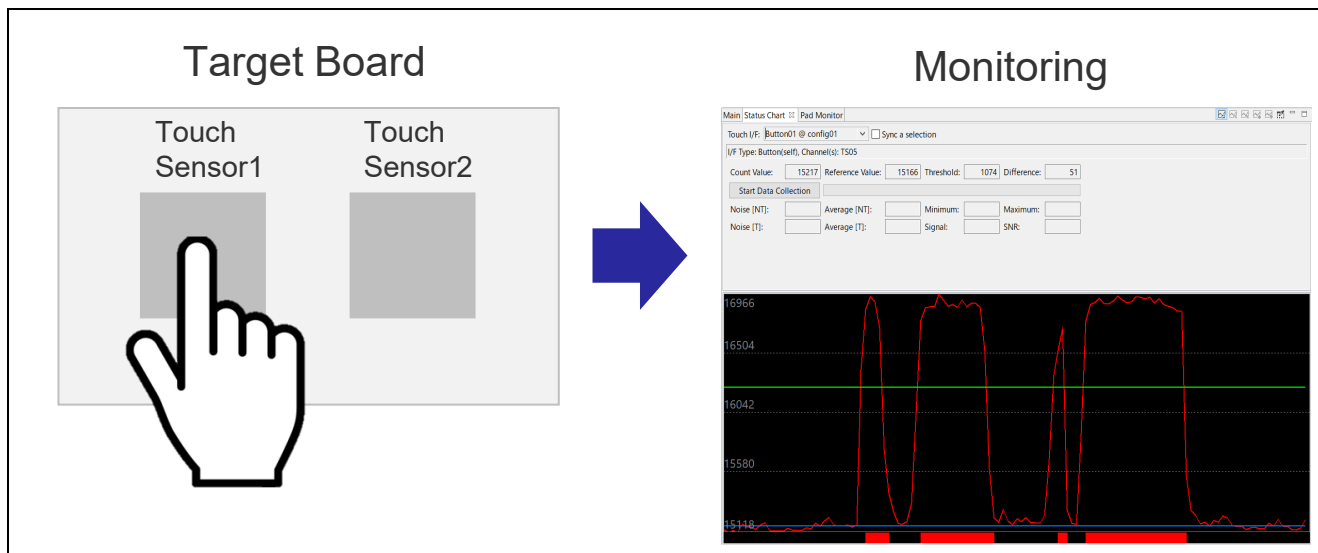 Target Board
Touch
Sensor1
Touch
Sensor2
Monitoring
Main Status Chart Pad Monitor
Touch I/F: Button01 @ config01 Sync a selection
I/F Type: Button(self), Channel(s): TS05
Count Value: 15217 Reference Value: 15166 Threshold: 1074 Difference: 51
Start Data Collection
Noise [NT]: Average [NT]: Minimum: Maximum:
Noise [T]: Average [T]: Signal: SNR:
16966
16504
16042
15580
15118